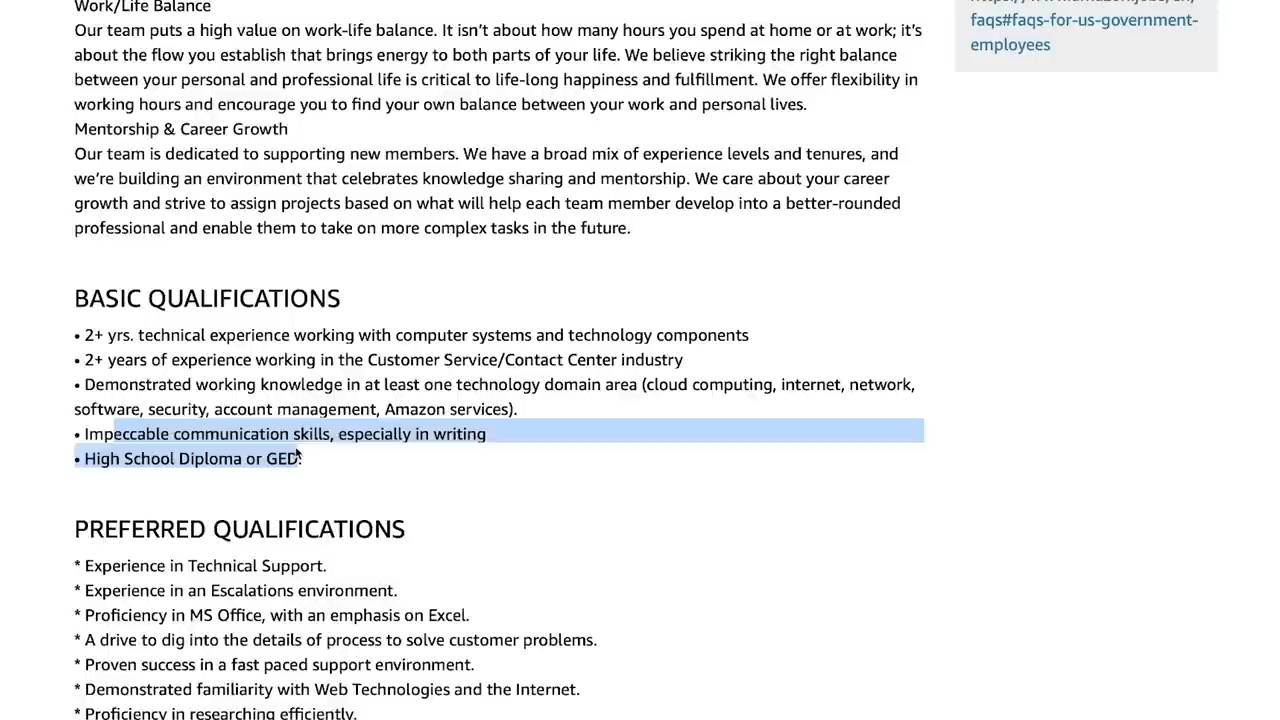 Work/Life Balance
Our team puts a high value on work-life balance. It isn't about how many hours you spend at home or at work; it's
about the flow you establish that brings energy to both parts of your life. We believe striking the right balance
between your personal and professional life is critical to life-long happiness and fulfillment. We offer flexibility in
working hours and encourage you to find your own balance between your work and personal lives.
Mentorship & Career Growth
Our team is dedicated to supporting new members. We have a broad mix of experience levels and tenures, and
we're building an environment that celebrates knowledge sharing and mentorship. We care about your career
growth and strive to assign projects based on what will help each team member develop into a better-rounded
professional and enable them to take on more complex tasks in the future.
BASIC QUALIFICATIONS
• 2+ yrs. technical experience working with computer systems and technology components
• 2+ years of experience working in the Customer Service/Contact Center industry
• Demonstrated working knowledge in at least one technology domain area (cloud computing, internet, network,
software, security, account management, Amazon services).
• Impeccable communication skills, especially in writing
• High School Diploma or GED.
PREFERRED QUALIFICATIONS
* Experience in Technical Support.
* Experience in an Escalations environment.
* Proficiency in MS Office, with an emphasis on Excel.
* A drive to dig into the details of process to solve customer problems.
* Proven success in a fast paced support environment.
* Demonstrated familiarity with Web Technologies and the Internet.
* Proficiency in researching efficiently.
faqs#faqs-for-us-government-
employees